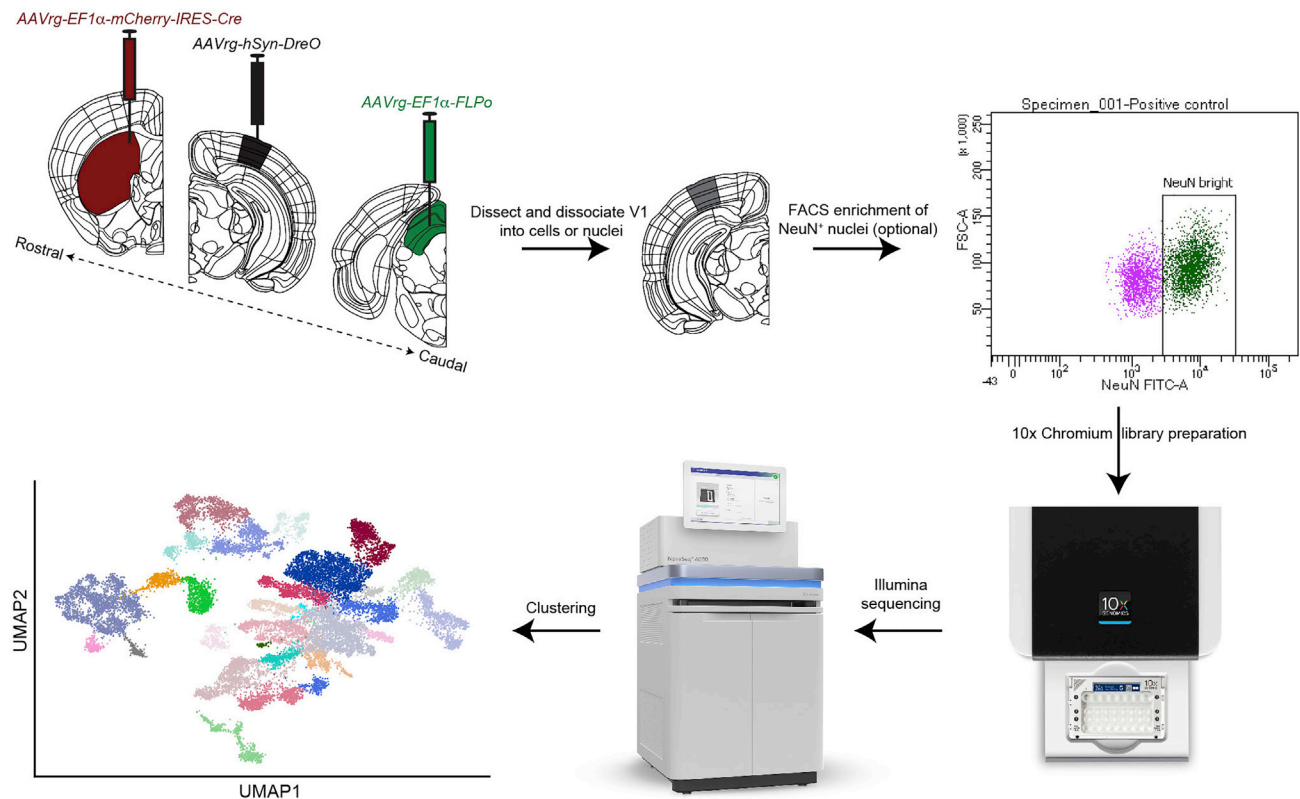 AAVrg-EF1α-mCherry-IRES-Cre
AAVrg-hSyn-DreO
AAVrg-EF1α-FLPo
Rostral
Caudal
Dissect and dissociate V1
into cells or nuclei
FACS enrichment of
NeuN⁺ nuclei (optional)
Specimen_001-Positive control
(x 1,000)
FSC-A
250
200
150
100
50
NeuN bright
-43 0 10² 10³ 10⁴ 10⁵
NeuN FITC-A
10x Chromium library preparation
10x
GENOMICS
10x
Illumina
sequencing
Clustering
UMAP2
UMAP1